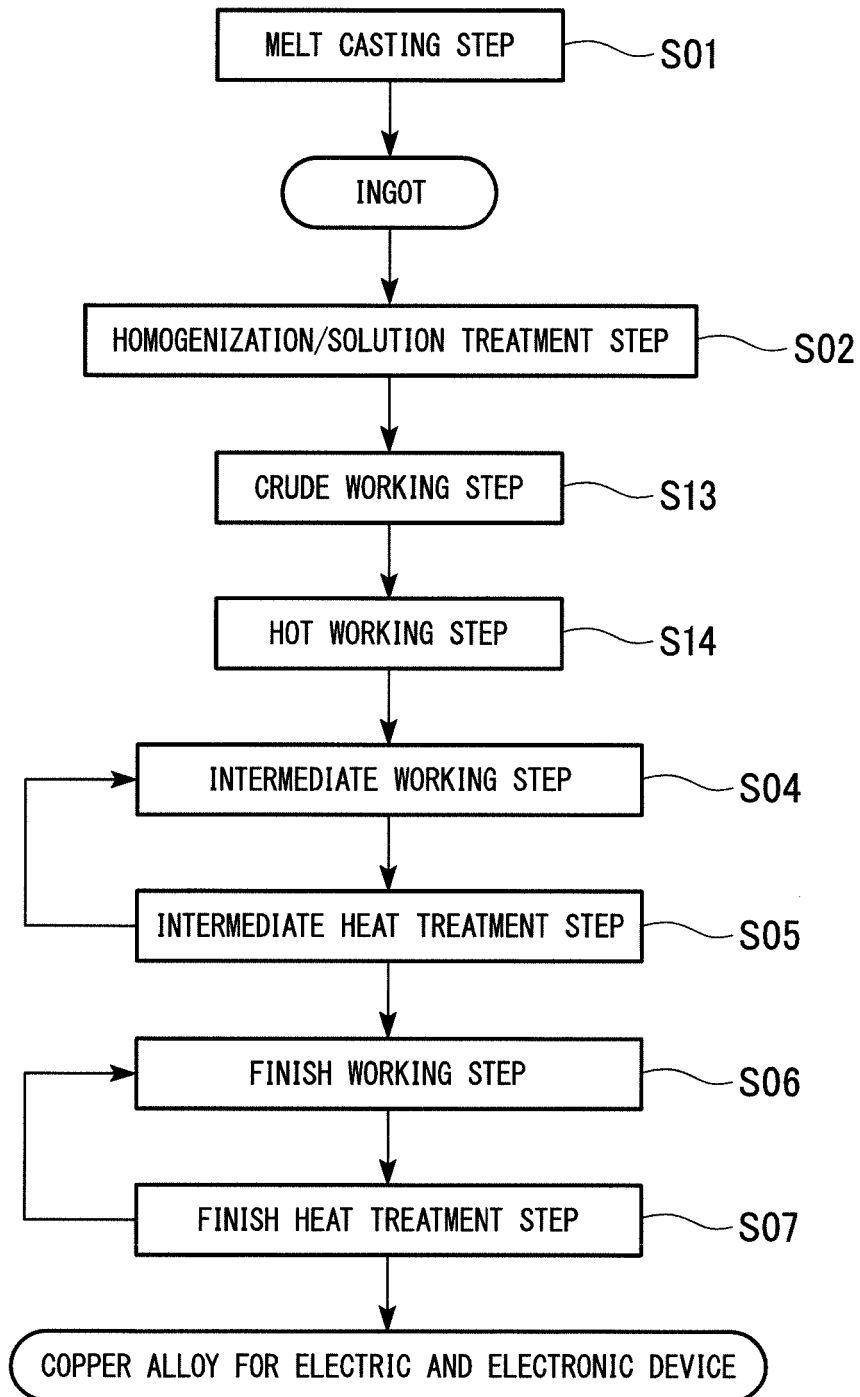 MELT CASTING STEP
S01
INGOT
HOMOGENIZATION/SOLUTION TREATMENT STEP
S02
CRUDE WORKING STEP
S13
HOT WORKING STEP
S14
INTERMEDIATE WORKING STEP
S04
INTERMEDIATE HEAT TREATMENT STEP
S05
FINISH WORKING STEP
S06
FINISH HEAT TREATMENT STEP
S07
COPPER ALLOY FOR ELECTRIC AND ELECTRONIC DEVICE